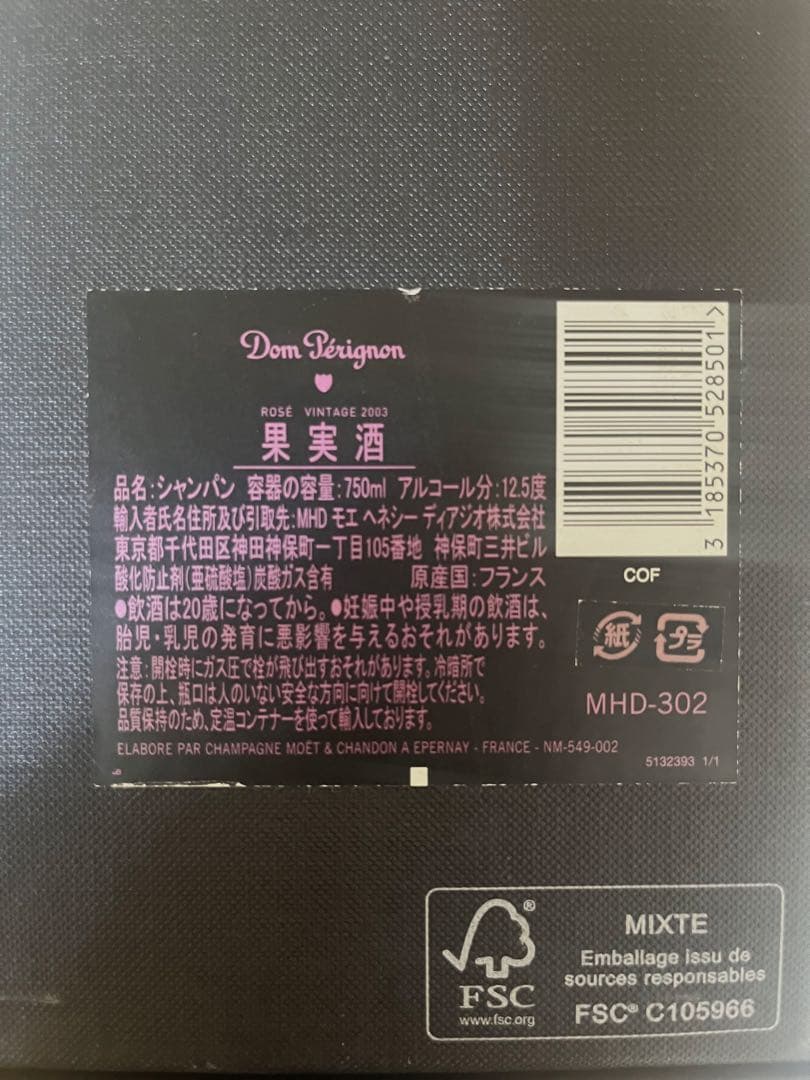 Dom Pérignon
ROSÉ VINTAGE 2003
果実酒
品名:シャンパン 容器の容量:750ml アルコール分:12.5度
輸入者氏名住所及び引取先:MHD モエ ヘネシー ディアジオ株式会社
東京都千代田区神田神保町一丁目105番地 神保町三井ビル
酸化防止剤(亜硫酸塩)炭酸ガス含有 原産国:フランス
●飲酒は20歳になってから。●妊娠中や授乳期の飲酒は、
胎児・乳児の発育に悪影響を与えるおそれがあります。
注意:開栓時にガス圧で栓が飛び出すおそれがあります。冷暗所で
保存の上、瓶口は人のいない安全な方向に向けて開栓してください。
品質保持のため、定温コンテナーを使って輸入しております。
ELABORE PAR CHAMPAGNE MOËT & CHANDON A EPERNAY - FRANCE - NM-549-002
3 185370 528501 >
COF
紙 プラ
MHD-302
5132393 1/1
FSC®
www.fsc.org
MIXTE
Emballage issu de
sources responsables
FSC® C105966